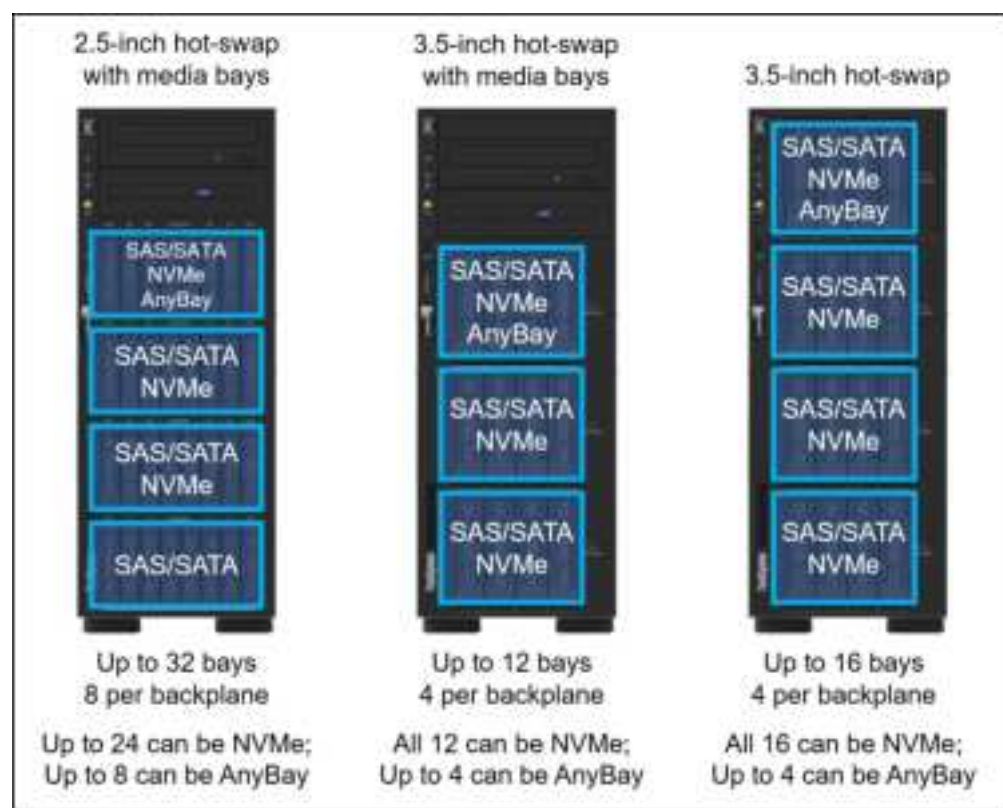 2.5-inch hot-swap
with media bays
SAS/SATA
NVMe
AnyBay
SAS/SATA
NVMe
SAS/SATA
NVMe
SAS/SATA
Up to 32 bays
8 per backplane
Up to 24 can be NVMe;
Up to 8 can be AnyBay
3.5-inch hot-swap
with media bays
SAS/SATA
NVMe
AnyBay
SAS/SATA
NVMe
SAS/SATA
NVMe
Up to 12 bays
4 per backplane
All 12 can be NVMe;
Up to 4 can be AnyBay
3.5-inch hot-swap
SAS/SATA
NVMe
AnyBay
SAS/SATA
NVMe
SAS/SATA
NVMe
SAS/SATA
NVMe
Up to 16 bays
4 per backplane
All 16 can be NVMe;
Up to 4 can be AnyBay